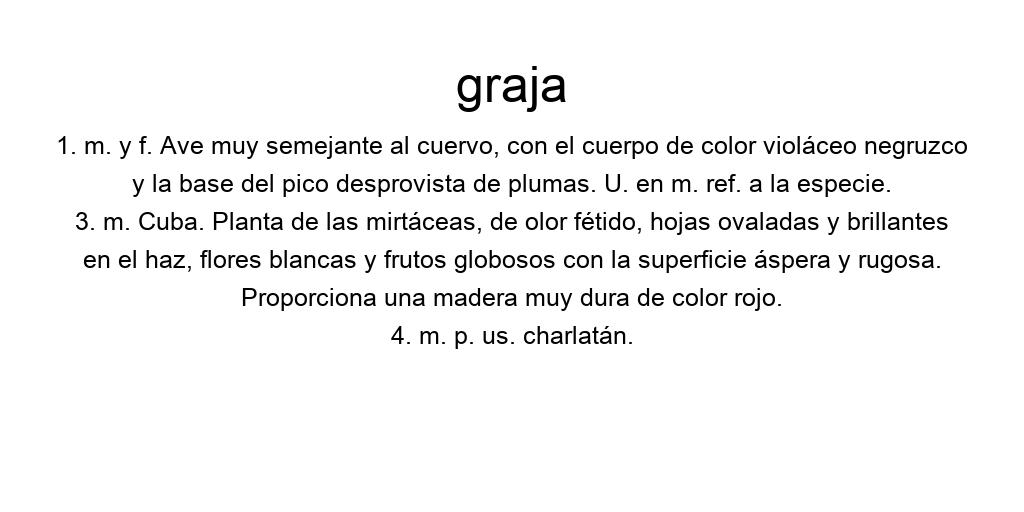 graja
1. m. y f. Ave muy semejante al cuervo, con el cuerpo de color violáceo negruzco
y la base del pico desprovista de plumas. U. en m. ref. a la especie.
3. m. Cuba. Planta de las mirtáceas, de olor fétido, hojas ovaladas y brillantes
en el haz, flores blancas y frutos globosos con la superficie áspera y rugosa.
Proporciona una madera muy dura de color rojo.
4. m. p. us. charlatán.